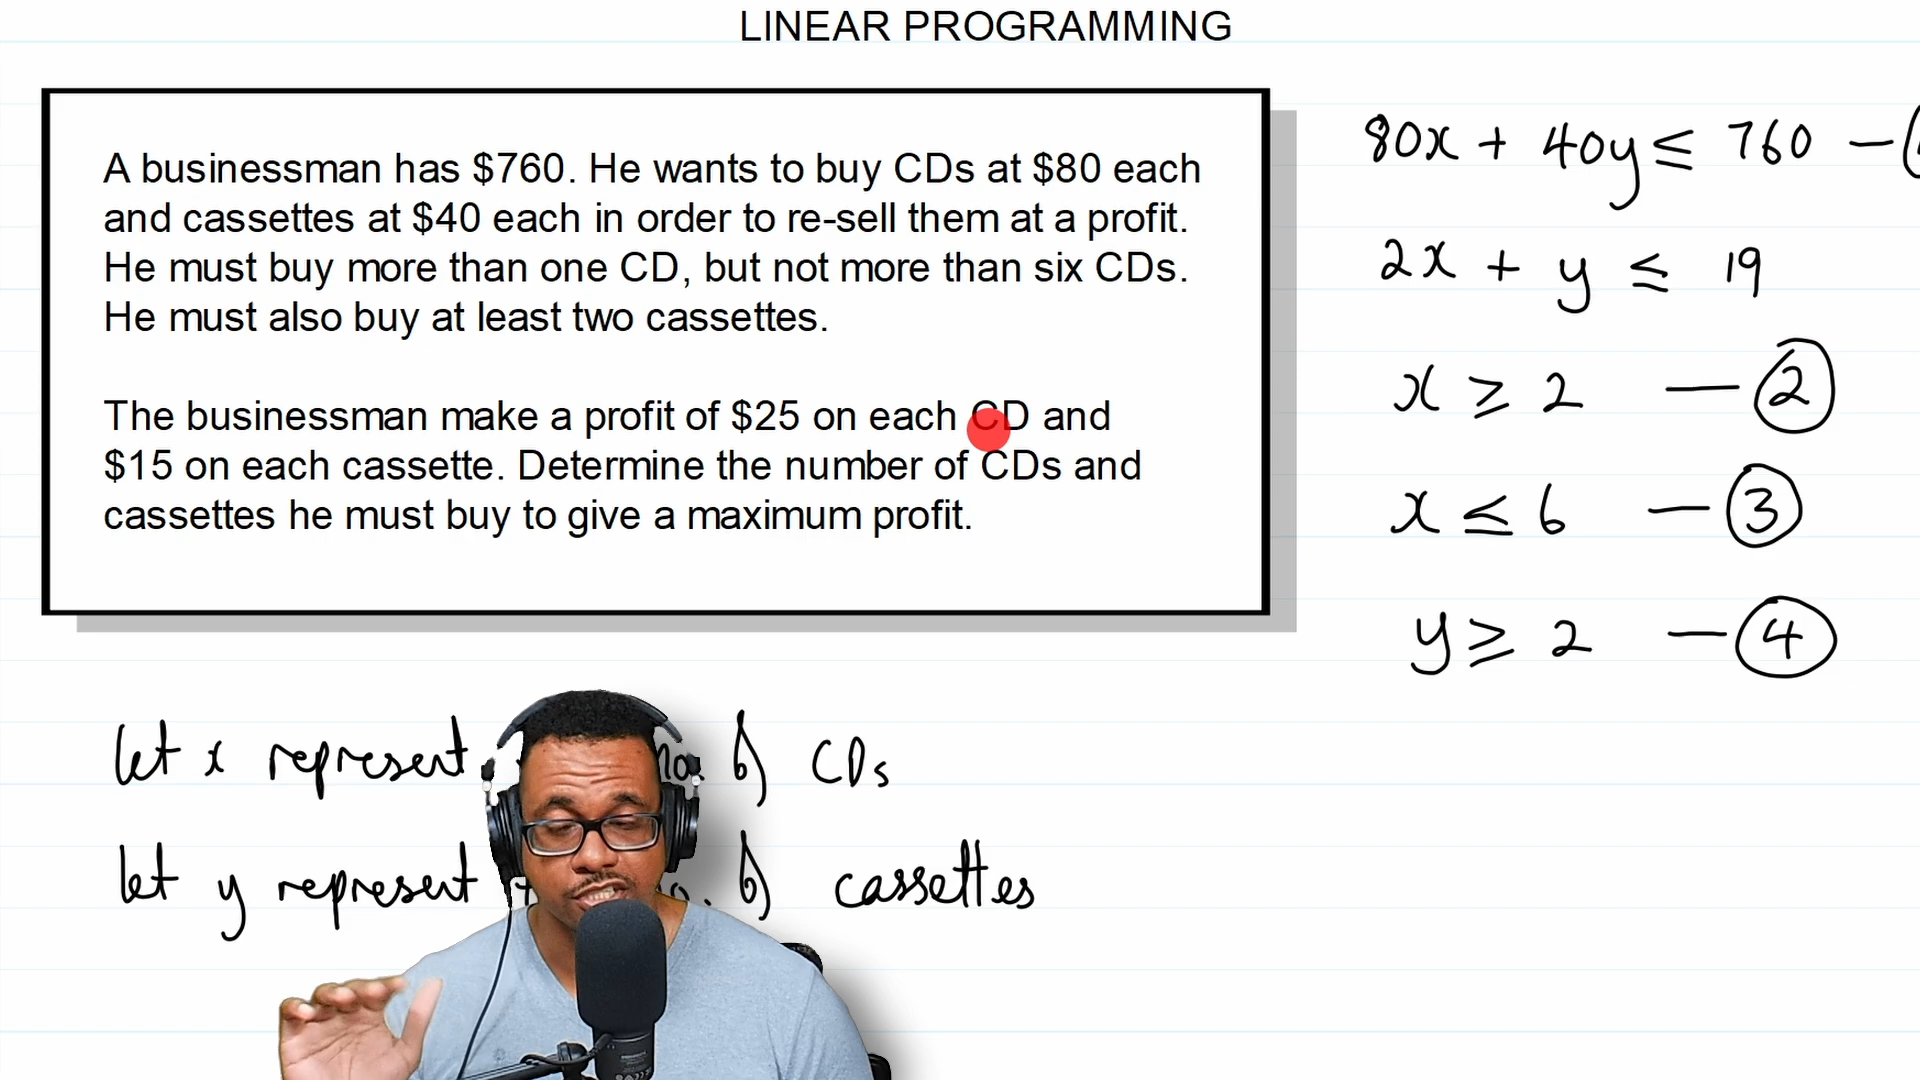 LINEAR PROGRAMMING
A businessman has $760. He wants to buy CDs at $80 each
and cassettes at $40 each in order to re-sell them at a profit.
He must buy more than one CD, but not more than six CDs.
He must also buy at least two cassettes.
The businessman make a profit of $25 on each CD and
$15 on each cassette. Determine the number of CDs and
cassettes he must buy to give a maximum profit.
80x + 40y ≤ 760 —
2x + y ≤ 19
x ≥ 2 — 2
x ≤ 6 — 3
y ≥ 2 — 4
let x represent no. of CDs
let y represent of cassettes